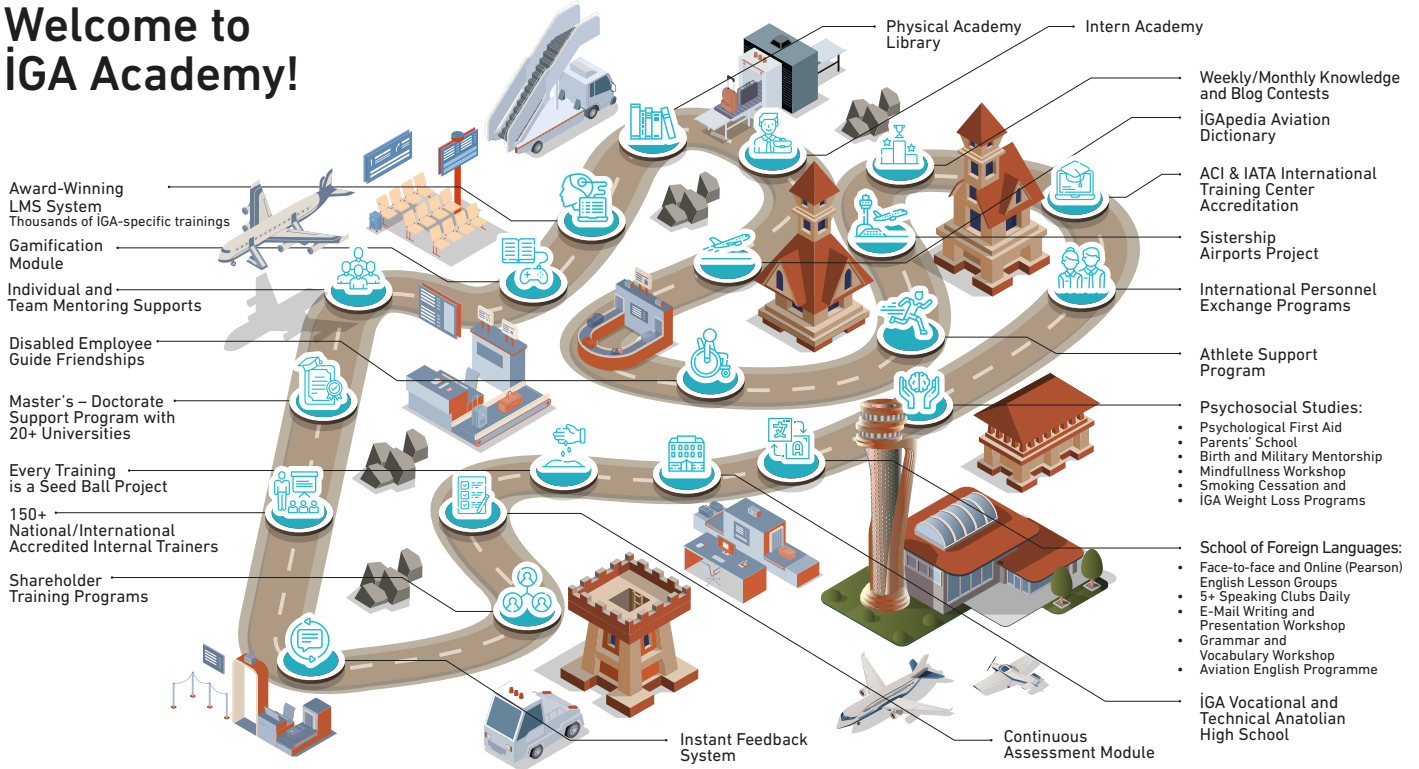 Welcome to
İGA Academy!
Physical Academy
Library
Intern Academy
Weekly/Monthly Knowledge
and Blog Contests
İGApedia Aviation
Dictionary
ACI & IATA International
Training Center
Accreditation
Sistership
Airports Project
International Personnel
Exchange Programs
Athlete Support
Program
Psychosocial Studies:
• Psychological First Aid
• Parents' School
• Birth and Military Mentorship
• Mindfullness Workshop
• Smoking Cessation and
• İGA Weight Loss Programs
School of Foreign Languages:
• Face-to-face and Online (Pearson)
English Lesson Groups
• 5+ Speaking Clubs Daily
• E-Mail Writing and
Presentation Workshop
• Grammar and
Vocabulary Workshop
• Aviation English Programme
İGA Vocational and
Technical Anatolian
High School
Continuous
Assessment Module
Instant Feedback
System
Award-Winning
LMS System
Thousands of İGA-specific trainings
Gamification
Module
Individual and
Team Mentoring Supports
Disabled Employee
Guide Friendships
Master's – Doctorate
Support Program with
20+ Universities
Every Training
is a Seed Ball Project
150+
National/International
Accredited Internal Trainers
Shareholder
Training Programs